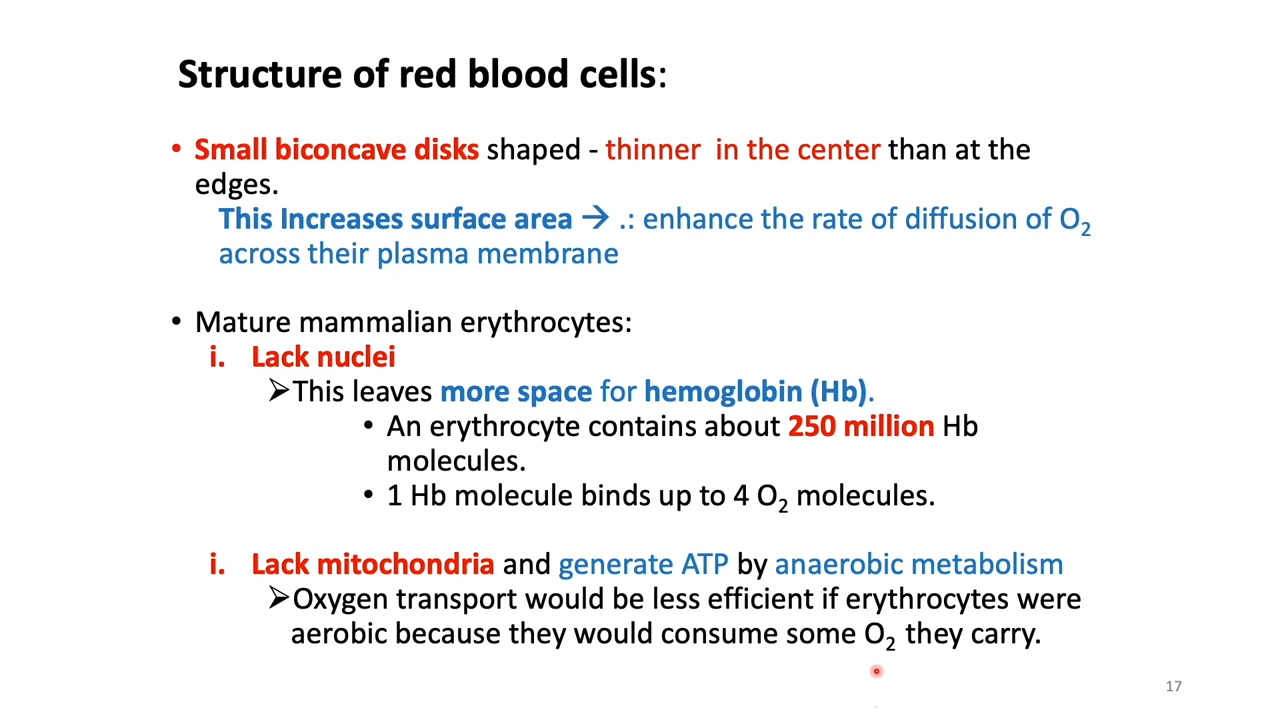 Structure of red blood cells:
• Small biconcave disks shaped - thinner in the center than at the
edges.
This Increases surface area → .: enhance the rate of diffusion of O₂
across their plasma membrane
• Mature mammalian erythrocytes:
i. Lack nuclei
➢This leaves more space for hemoglobin (Hb).
• An erythrocyte contains about 250 million Hb
molecules.
• 1 Hb molecule binds up to 4 O₂ molecules.
i. Lack mitochondria and generate ATP by anaerobic metabolism
➢Oxygen transport would be less efficient if erythrocytes were
aerobic because they would consume some O₂ they carry.
17